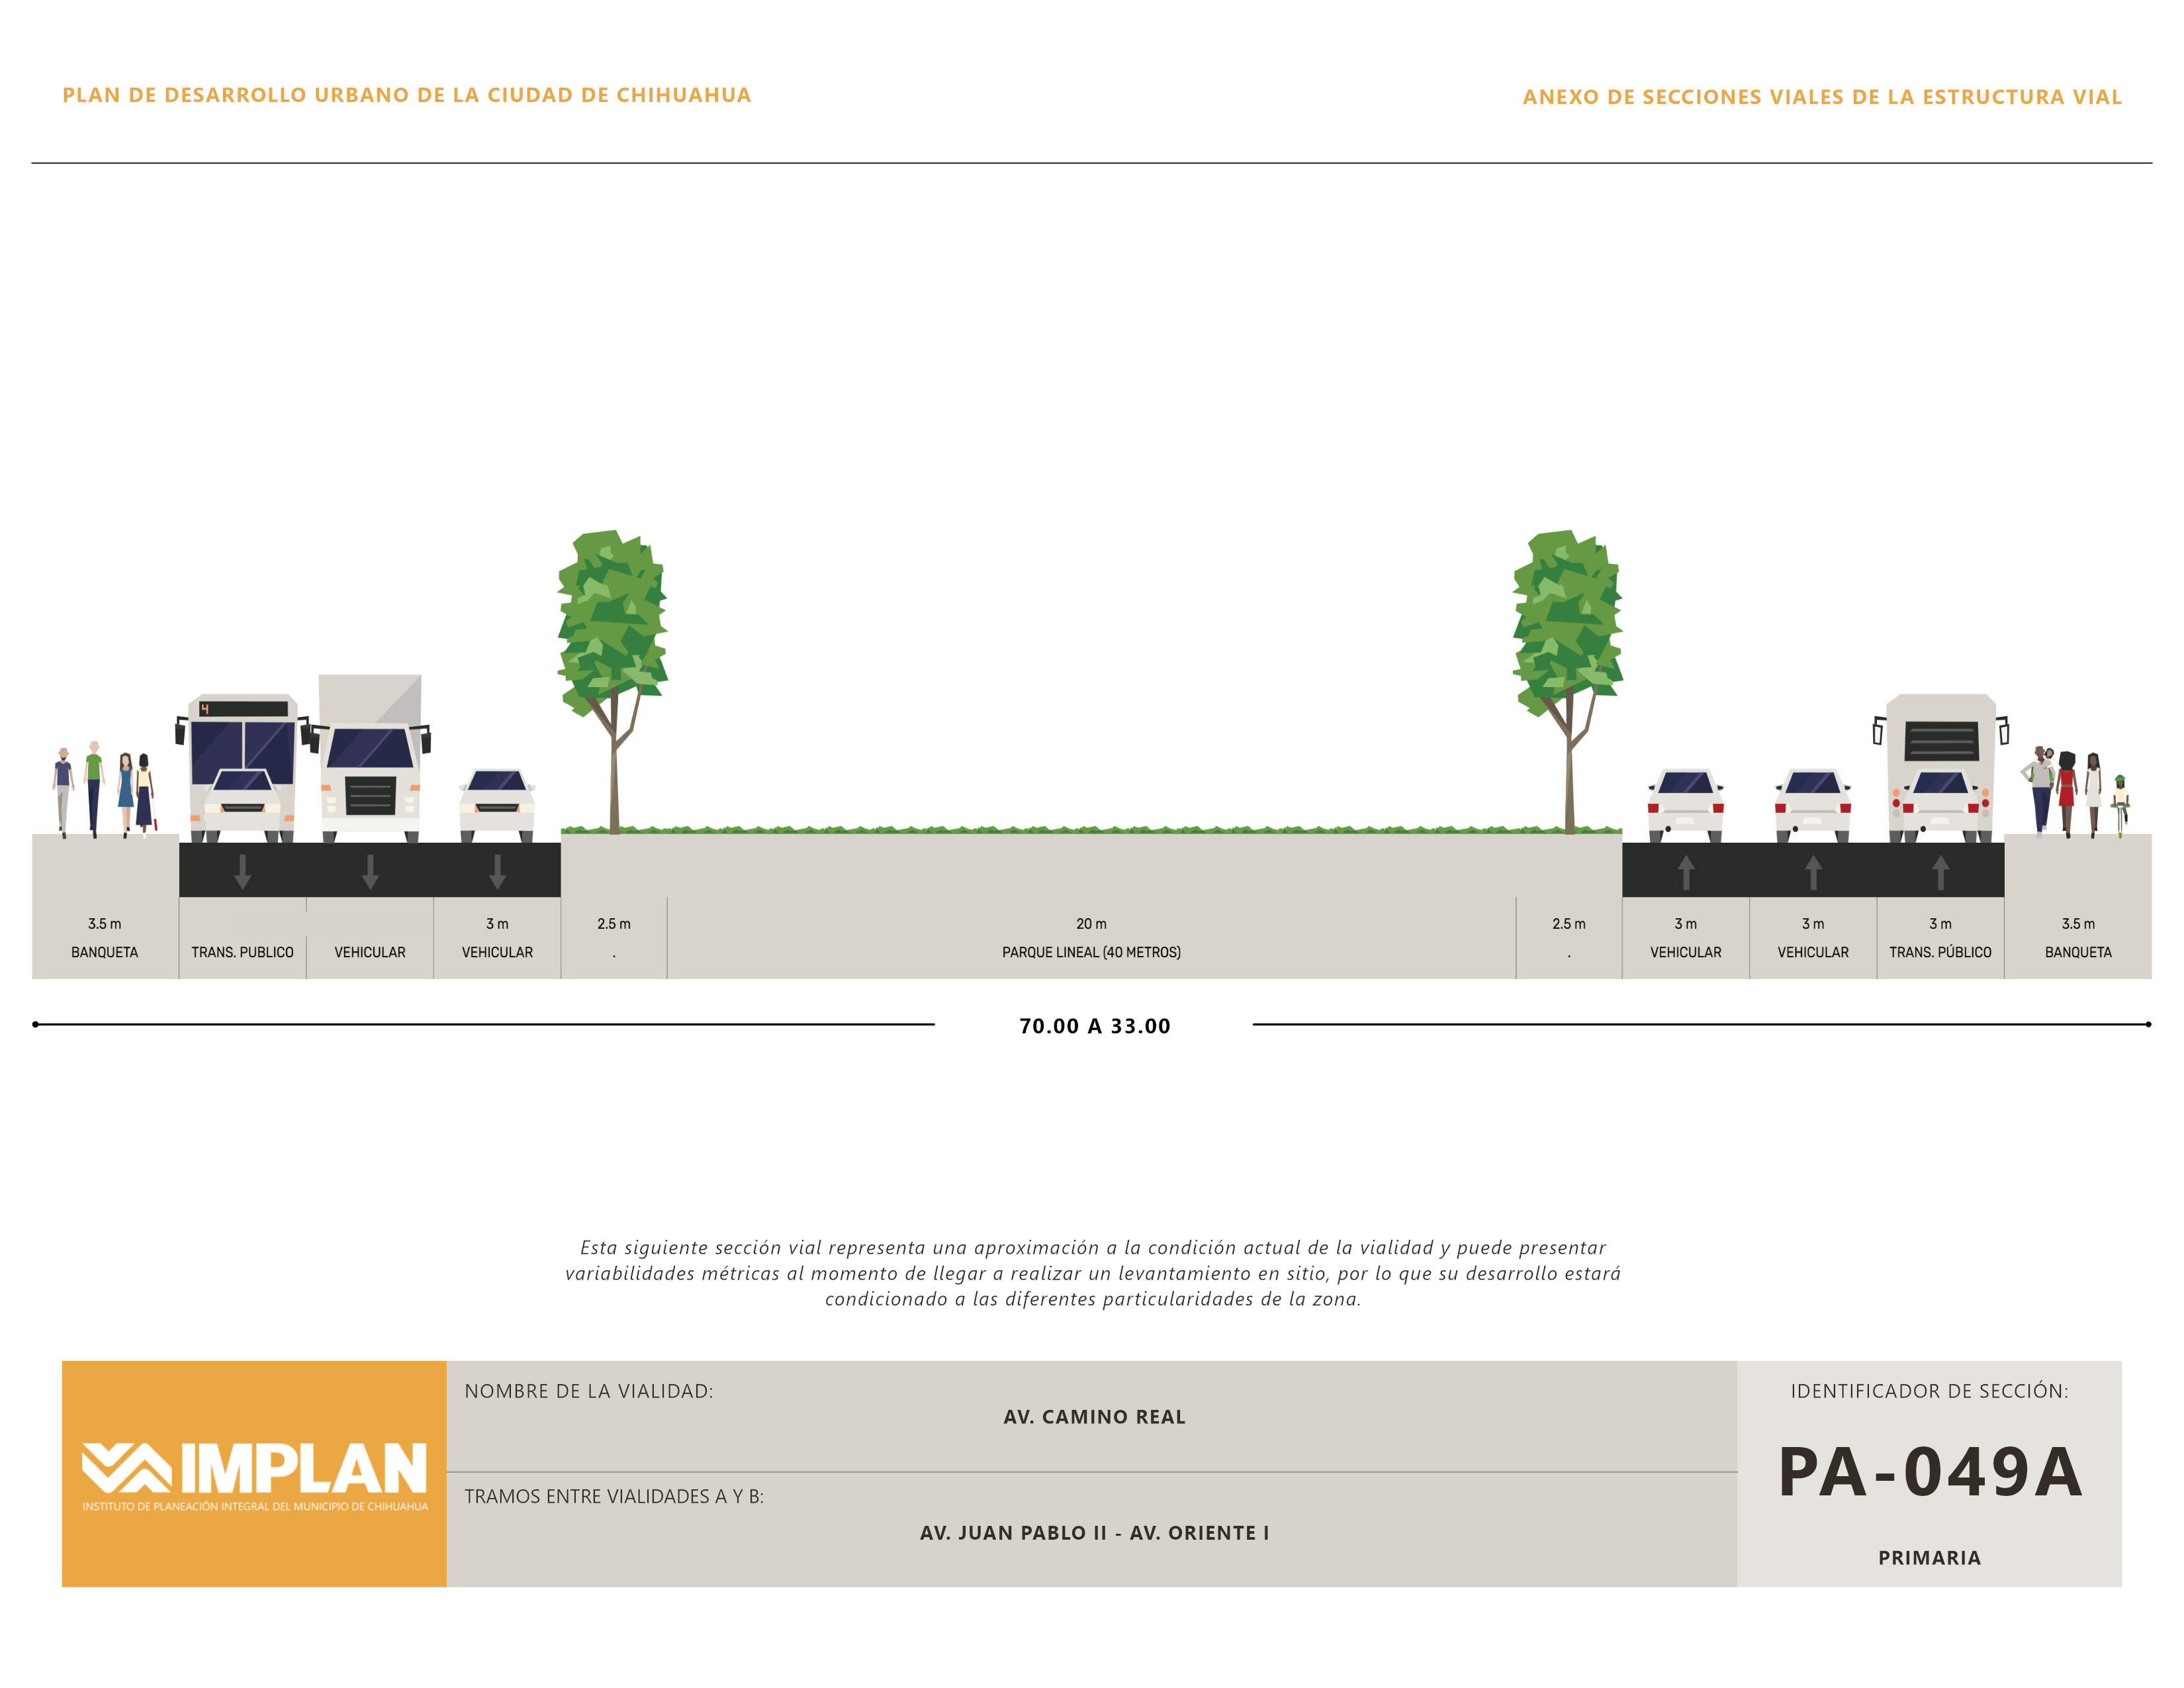 PLAN DE DESARROLLO URBANO DE LA CIUDAD DE CHIHUAHUA
ANEXO DE SECCIONES VIALES DE LA ESTRUCTURA VIAL
4
3.5 m 3 m 2.5 m 20 m 2.5 m 3 m 3 m 3 m 3.5 m
BANQUETA TRANS. PUBLICO VEHICULAR VEHICULAR . PARQUE LINEAL (40 METROS) . VEHICULAR VEHICULAR TRANS. PÚBLICO BANQUETA
70.00 A 33.00
Esta siguiente sección vial representa una aproximación a la condición actual de la vialidad y puede presentar
variabilidades métricas al momento de llegar a realizar un levantamiento en sitio, por lo que su desarrollo estará
condicionado a las diferentes particularidades de la zona.
IMPLAN
INSTITUTO DE PLANEACIÓN INTEGRAL DEL MUNICIPIO DE CHIHUAHUA
NOMBRE DE LA VIALIDAD:
AV. CAMINO REAL
TRAMOS ENTRE VIALIDADES A Y B:
AV. JUAN PABLO II - AV. ORIENTE I
IDENTIFICADOR DE SECCIÓN:
PA-049A
PRIMARIA